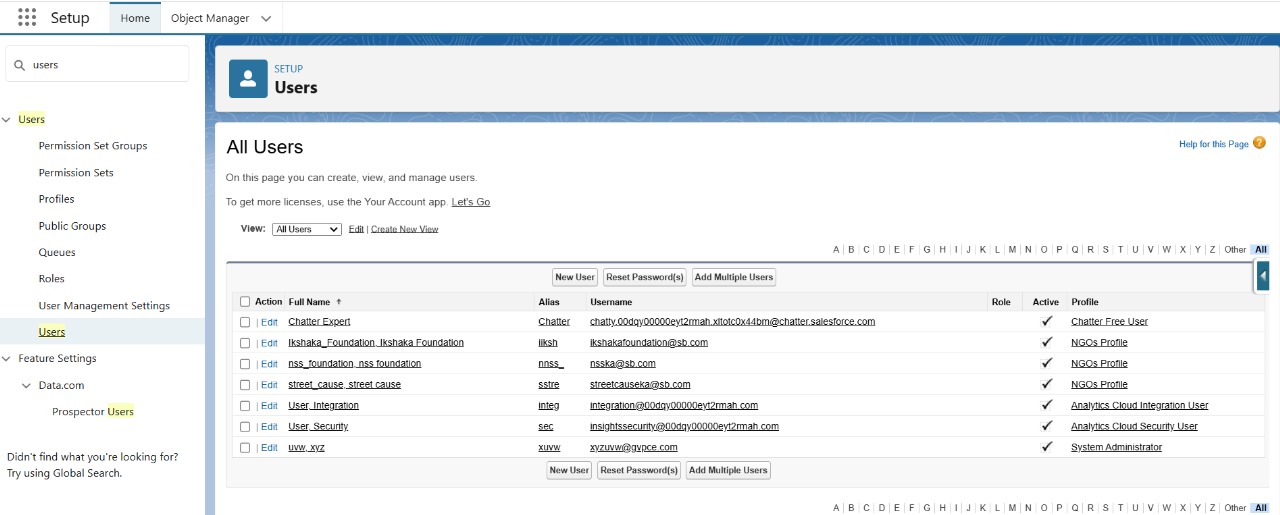 Setup Home Object Manager
users
SETUP
Users
Users
Permission Set Groups
Permission Sets
Profiles
Public Groups
Queues
Roles
User Management Settings
Users
Feature Settings
Data.com
Prospector Users
Didn't find what you're looking for?
Try using Global Search.
All Users
Help for this Page ?
On this page you can create, view, and manage users.
To get more licenses, use the Your Account app. Let's Go
View: All Users Edit | Create New View
A | B | C | D | E | F | G | H | I | J | K | L | M | N | O | P | Q | R | S | T | U | V | W | X | Y | Z | Other All
New User Reset Password(s) Add Multiple Users
Action Full Name ↑ Alias Username Role Active Profile
| Edit Chatter Expert Chatter chatty.00dqy00000eyt2rmah.xltotc0x44bm@chatter.salesforce.com ✓ Chatter Free User
| Edit Ikshaka_Foundation, Ikshaka Foundation iiksh ikshakafoundation@sb.com ✓ NGOs Profile
| Edit nss_foundation, nss foundation nnss_ nsska@sb.com ✓ NGOs Profile
| Edit street_cause, street cause sstre streetcauseka@sb.com ✓ NGOs Profile
| Edit User, Integration integ integration@00dqy00000eyt2rmah.com ✓ Analytics Cloud Integration User
| Edit User, Security sec insightssecurity@00dqy00000eyt2rmah.com ✓ Analytics Cloud Security User
| Edit uvw, xyz xuvw xyzuvw@gvpce.com ✓ System Administrator
New User Reset Password(s) Add Multiple Users
A | B | C | D | E | F | G | H | I | J | K | L | M | N | O | P | Q | R | S | T | U | V | W | X | Y | Z | Other All